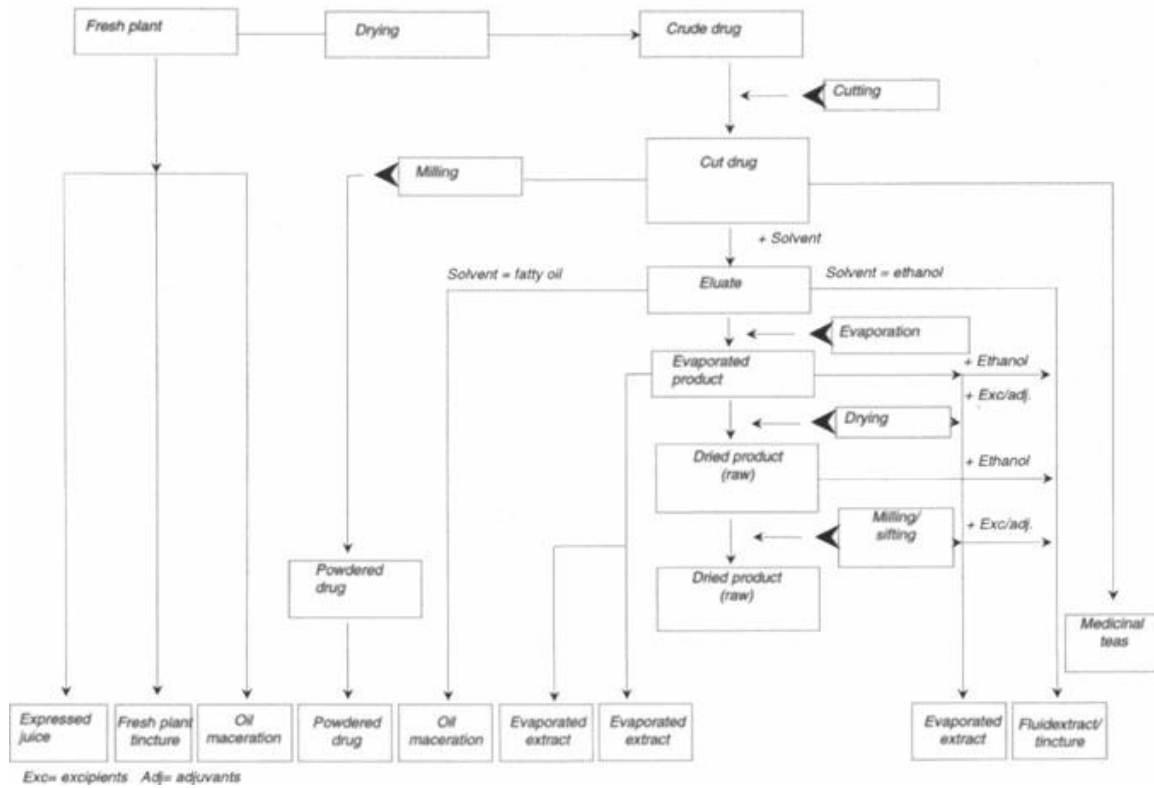 Fresh plant
Drying
Crude drug
Cutting
Cut drug
Milling
+ Solvent
Solvent = fatty oil
Solvent = ethanol
Eluate
Evaporation
Evaporated
product
+ Ethanol
+ Exc/adj.
Drying
Dried product
(raw)
+ Ethanol
Milling/
sifting
+ Exc/adj.
Powdered
drug
Dried product
(raw)
Medicinal
teas
Expressed
juice
Fresh plant
tincture
Oil
maceration
Powdered
drug
Oil
maceration
Evaporated
extract
Evaporated
extract
Evaporated
extract
Fluidextract/
tincture
Exc= excipients Adj= adjuvants